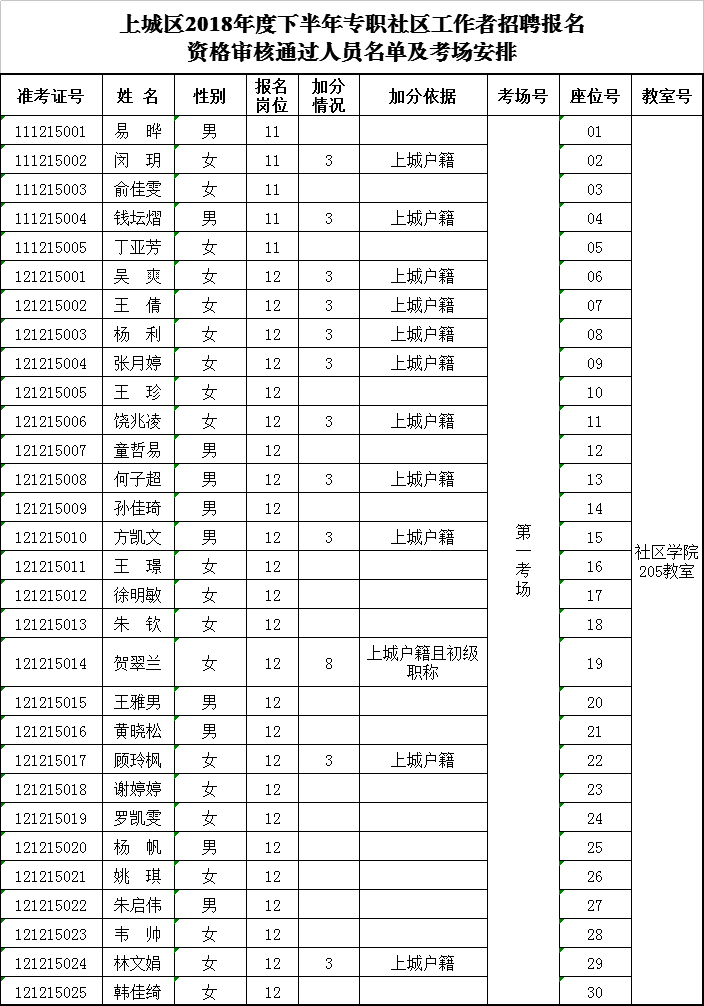 上城区2018年度下半年专职社区工作者招聘报名
资格审核通过人员名单及考场安排
准考证号 姓 名 性别 报名岗位 加分情况 加分依据 考场号 座位号 教室号
111215001 易 晔 男 11 01
111215002 闵 玥 女 11 3 上城户籍 02
111215003 俞佳雯 女 11 03
111215004 钱坛熠 男 11 3 上城户籍 04
111215005 丁亚芳 女 11 05
121215001 吴 爽 女 12 3 上城户籍 06
121215002 王 倩 女 12 3 上城户籍 07
121215003 杨 利 女 12 3 上城户籍 08
121215004 张月婷 女 12 3 上城户籍 09
121215005 王 珍 女 12 10
121215006 饶兆凌 女 12 3 上城户籍 11
121215007 童哲易 男 12 12
121215008 何子超 男 12 3 上城户籍 13
121215009 孙佳琦 男 12 14
121215010 方凯文 男 12 3 上城户籍 第一考场 15 社区学院205教室
121215011 王 璟 女 12 16
121215012 徐明敏 女 12 17
121215013 朱 钦 女 12 18
121215014 贺翠兰 女 12 8 上城户籍且初级职称 19
121215015 王雅男 男 12 20
121215016 黄晓松 男 12 21
121215017 顾玲枫 女 12 3 上城户籍 22
121215018 谢婷婷 女 12 23
121215019 罗凯雯 女 12 24
121215020 杨 帆 男 12 25
121215021 姚 琪 女 12 26
121215022 朱启伟 男 12 27
121215023 韦 帅 女 12 28
121215024 林文娟 女 12 3 上城户籍 29
121215025 韩佳绮 女 12 30